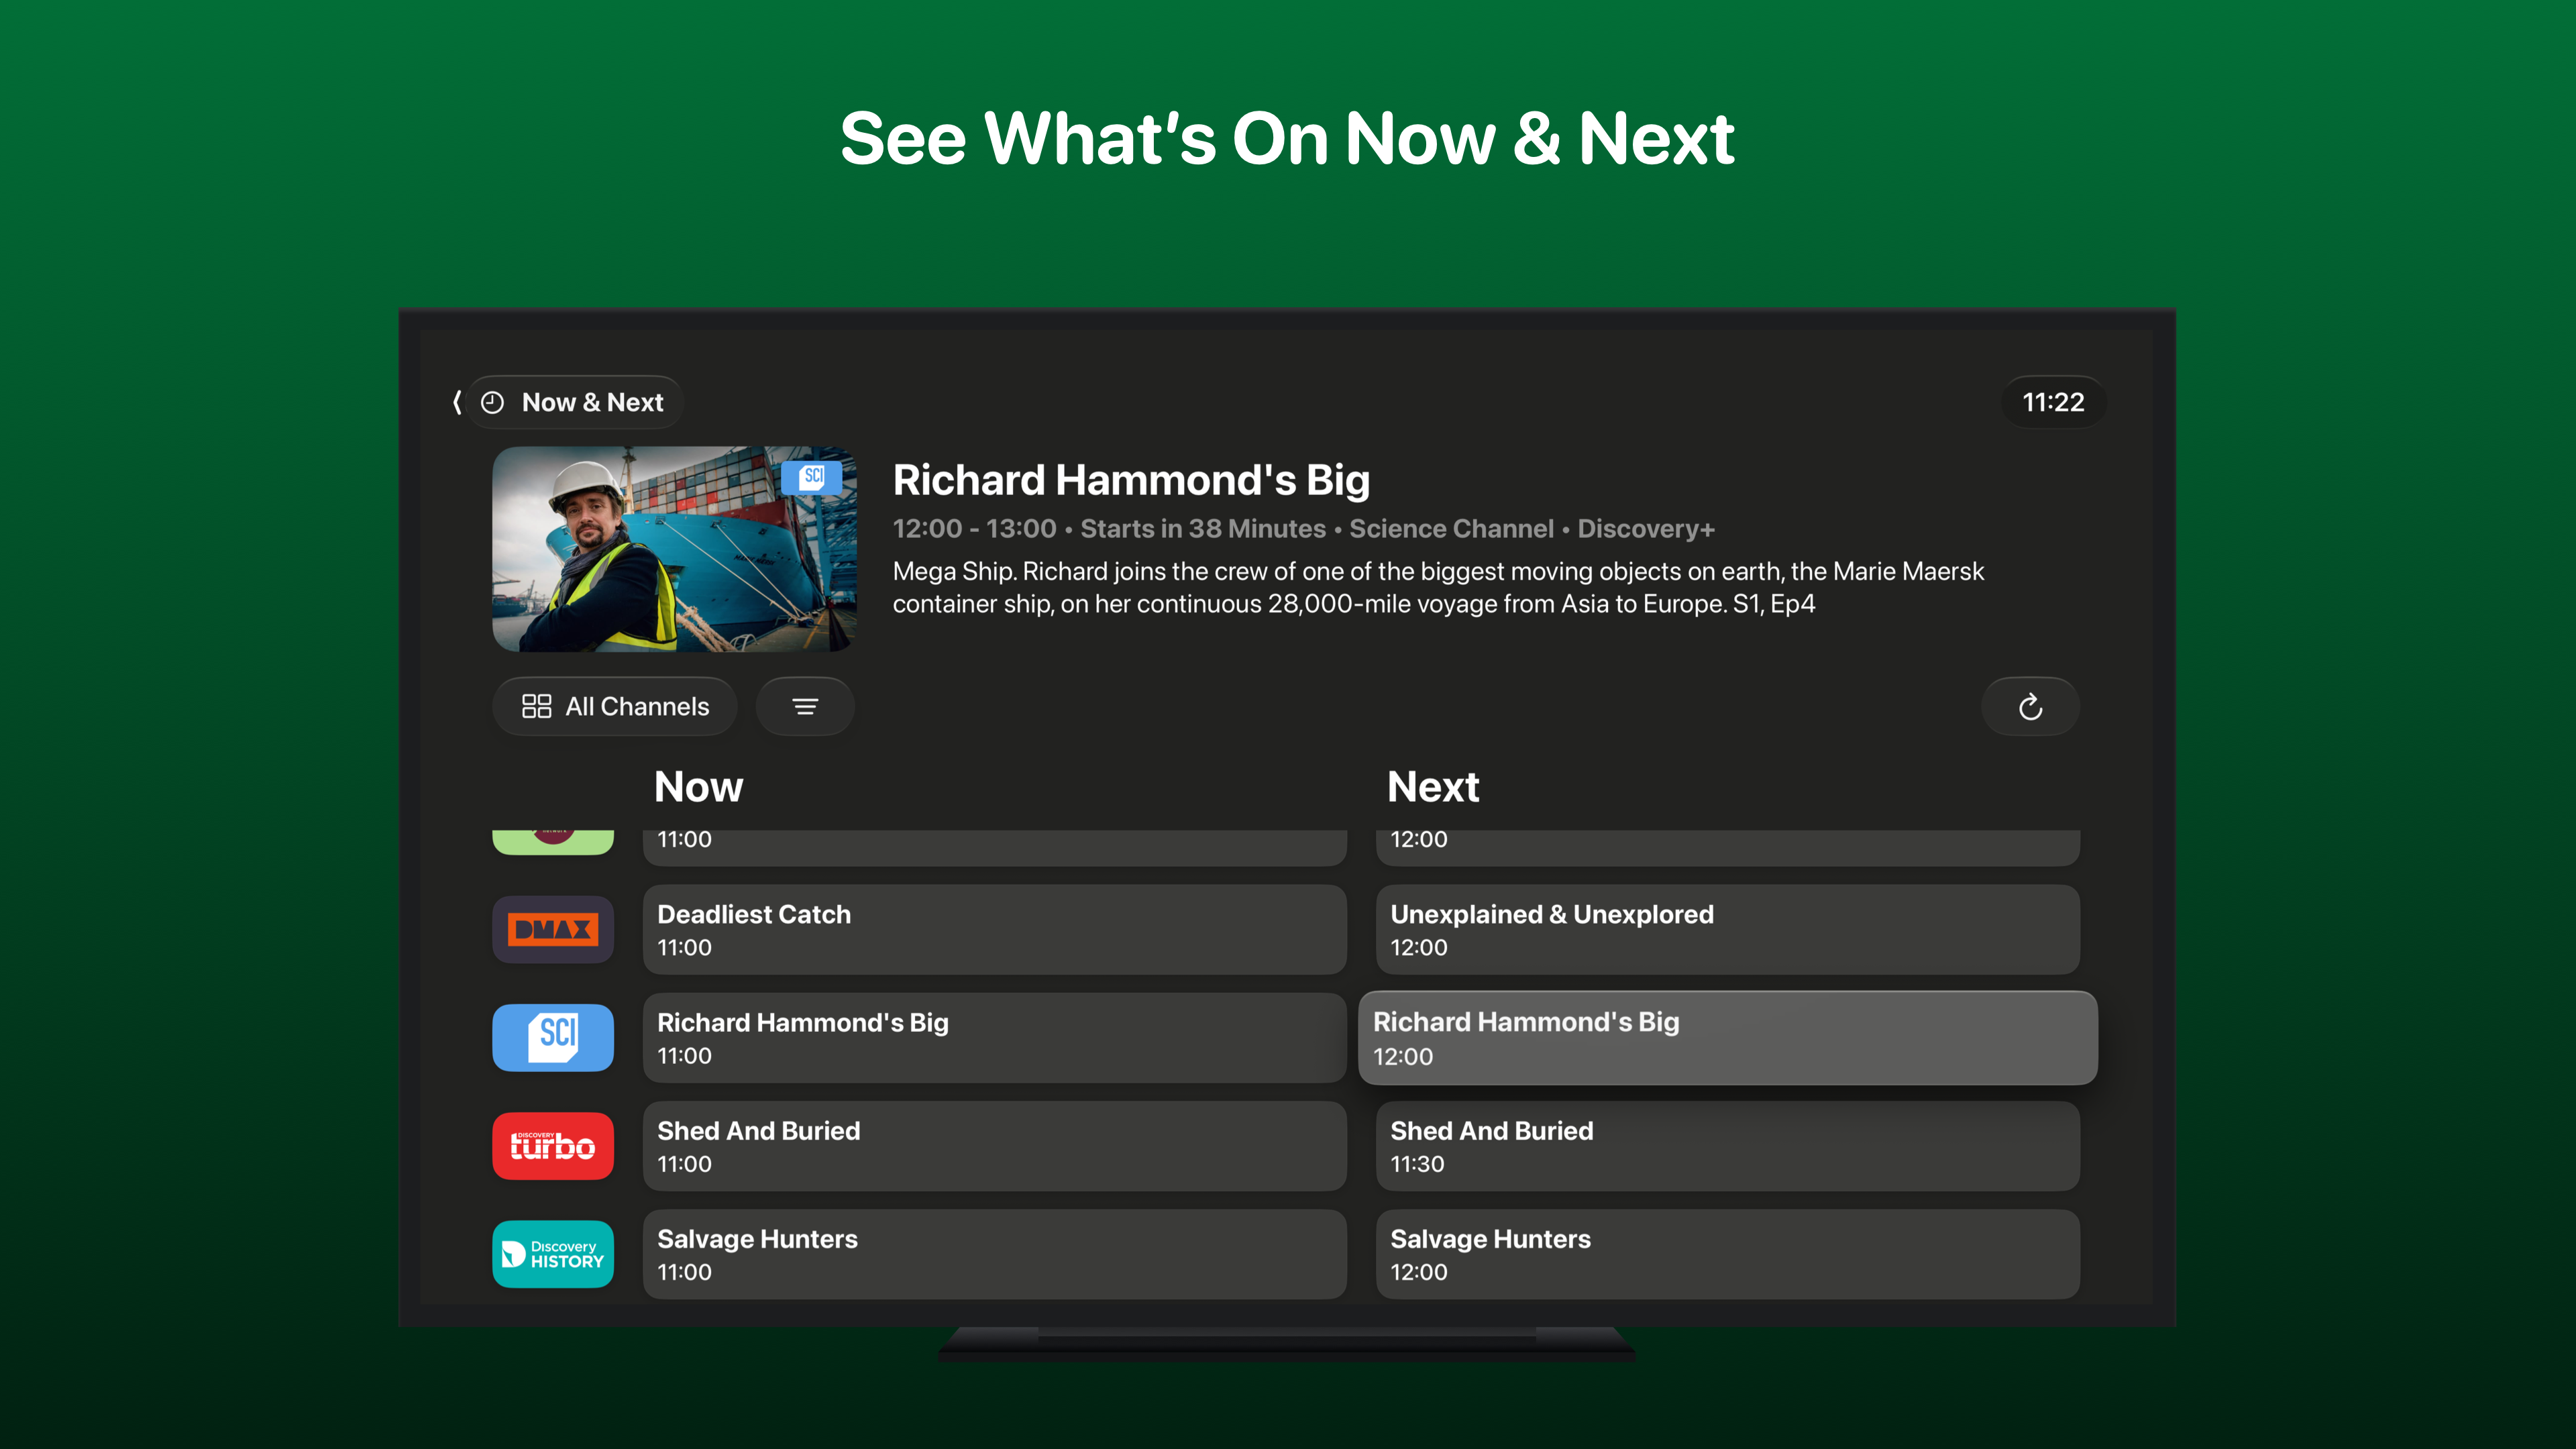 See What's On Now & Next
Now & Next
11:22
SCI
Richard Hammond's Big
12:00 - 13:00 • Starts in 38 Minutes • Science Channel • Discovery+
Mega Ship. Richard joins the crew of one of the biggest moving objects on earth, the Marie Maersk
container ship, on her continuous 28,000-mile voyage from Asia to Europe. S1, Ep4
All Channels
Now
Next
11:00
12:00
DMAX
Deadliest Catch
11:00
Unexplained & Unexplored
12:00
SCI
Richard Hammond's Big
11:00
Richard Hammond's Big
12:00
DISCOVERY
turbo
Shed And Buried
11:00
Shed And Buried
11:30
Discovery
HISTORY
Salvage Hunters
11:00
Salvage Hunters
12:00